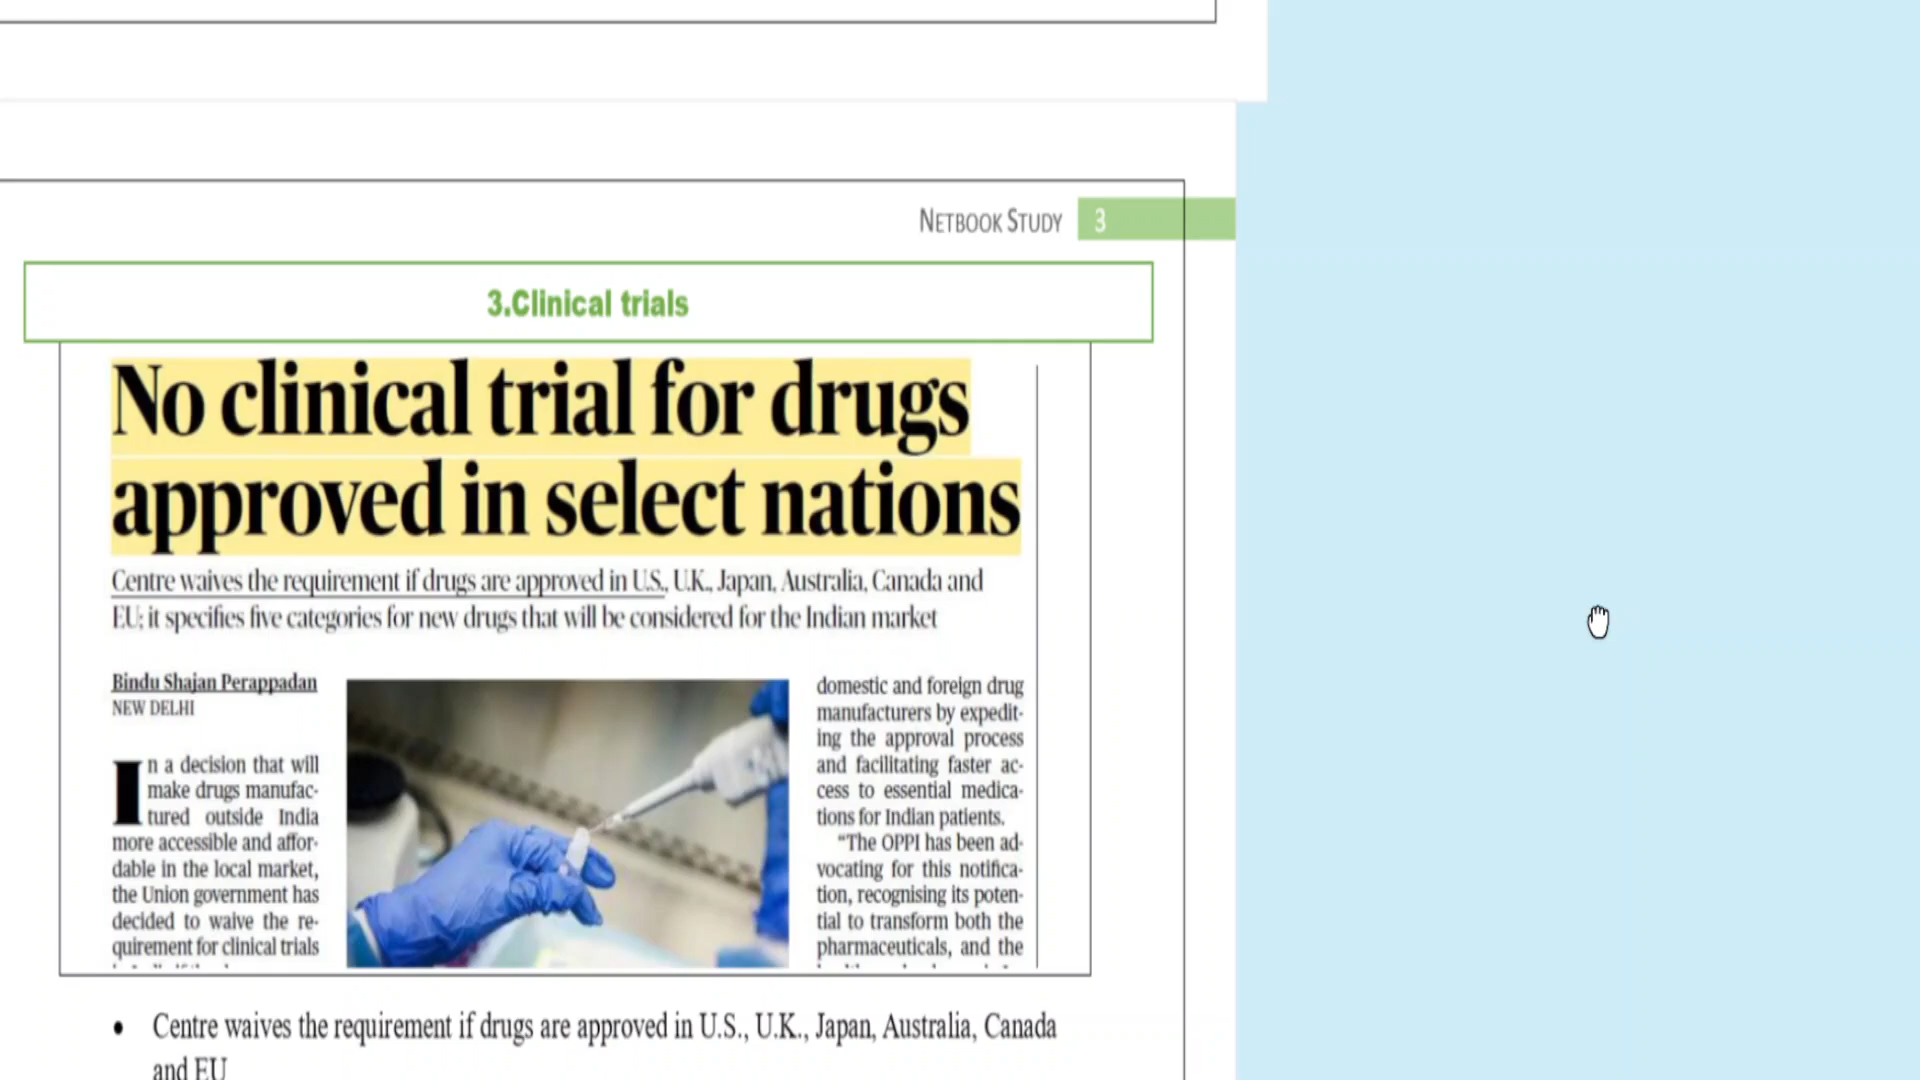 NETBOOK STUDY 3
3.Clinical trials
No clinical trial for drugs
approved in select nations
Centre waives the requirement if drugs are approved in U.S., U.K., Japan, Australia, Canada and
EU; it specifies five categories for new drugs that will be considered for the Indian market
Bindu Shajan Perappadan
NEW DELHI
In a decision that will
make drugs manufac-
tured outside India
more accessible and affor-
dable in the local market,
the Union government has
decided to waive the re-
quirement for clinical trials
domestic and foreign drug
manufacturers by expedit-
ing the approval process
and facilitating faster ac-
cess to essential medica-
tions for Indian patients.
"The OPPI has been ad-
vocating for this notifica-
tion, recognising its poten-
tial to transform both the
pharmaceuticals, and the
• Centre waives the requirement if drugs are approved in U.S., U.K., Japan, Australia, Canada
and EU